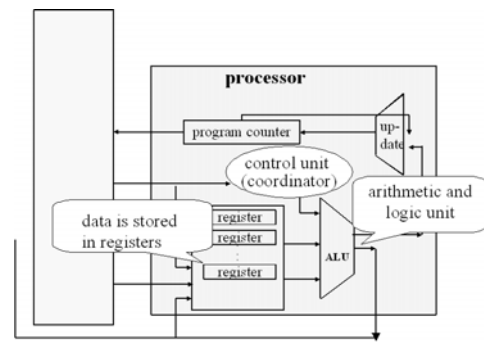 processor
program counter
up-
date
control unit
(coordinator)
arithmetic and
logic unit
data is stored
in registers
register
register
:
register
ALU